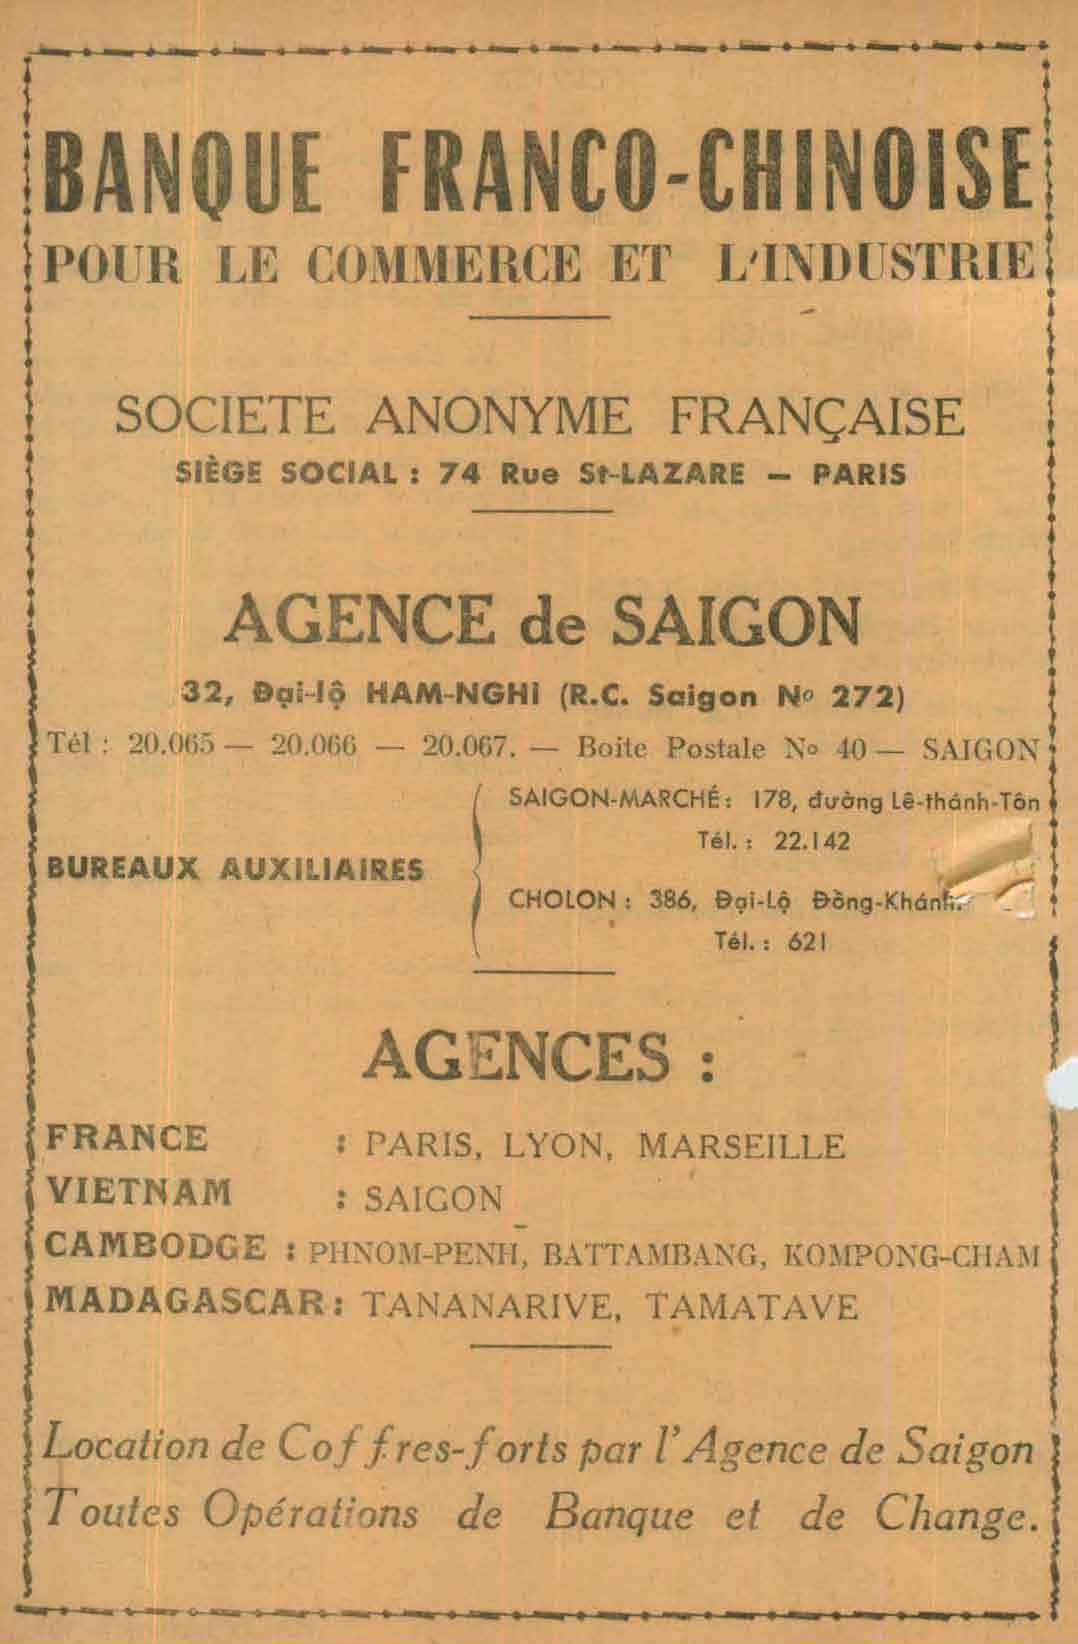 BANQUE FRANCO-CHINOISE
POUR LE COMMERCE ET L'INDUSTRIE
SOCIETE ANONYME FRANÇAISE
SIÈGE SOCIAL : 74 Rue St-LAZARE — PARIS
AGENCE de SAIGON
32, Đại-lộ HAM-NGHI (R.C. Saigon No 272)
Tél : 20.065 — 20.066 — 20.067. — Boite Postale No 40 — SAIGON
BUREAUX AUXILIAIRES
SAIGON-MARCHÉ : 178, đường Lê-thánh-Tôn
Tél. : 22.142
CHOLON : 386, Đại-Lộ Đồng-Khánh
Tél. : 621
AGENCES :
FRANCE : PARIS, LYON, MARSEILLE
VIETNAM : SAIGON
CAMBODGE : PHNOM-PENH, BATTAMBANG, KOMPONG-CHAM
MADAGASCAR : TANANARIVE, TAMATAVE
Location de Coffres-forts par l'Agence de Saigon
Toutes Opérations de Banque et de Change.